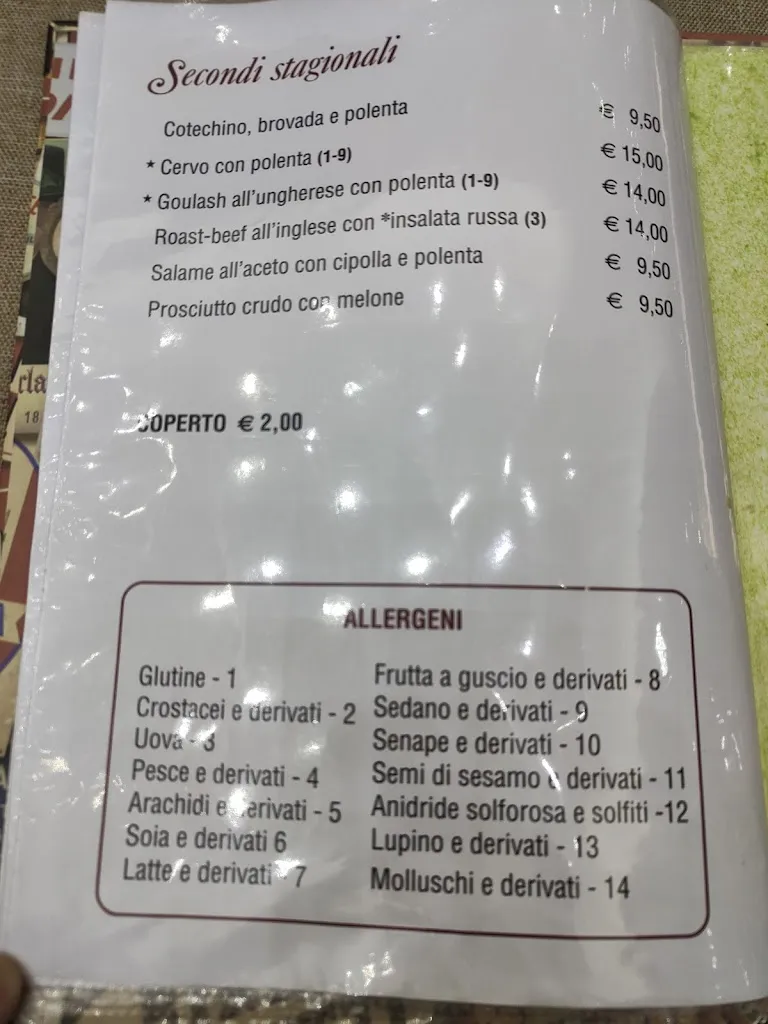 Secondi stagionali
Cotechino, brovada e polenta € 9,50
* Cervo con polenta (1-9) € 15,00
* Goulash all'ungherese con polenta (1-9) € 14,00
Roast-beef all'inglese con *insalata russa (3) € 14,00
Salame all'aceto con cipolla e polenta € 9,50
Prosciutto crudo con melone € 9,50
COPERTO € 2,00
ALLERGENI
Glutine - 1
Crostacei e derivati - 2
Uova - 3
Pesce e derivati - 4
Arachidi e derivati - 5
Soia e derivati 6
Latte e derivati - 7
Frutta a guscio e derivati - 8
Sedano e derivati - 9
Senape e derivati - 10
Semi di sesamo e derivati - 11
Anidride solforosa e solfiti -12
Lupino e derivati - 13
Molluschi e derivati - 14
cla
18